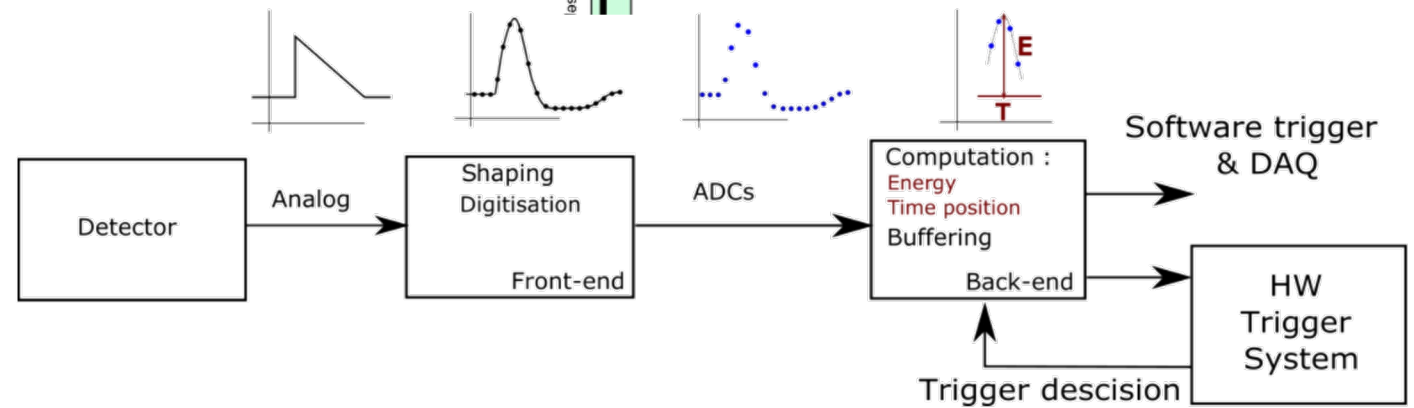 se|
E
T
Software trigger
& DAQ
Detector
Analog
Shaping
Digitisation
Front-end
ADCs
Computation :
Energy
Time position
Buffering
Back-end
HW
Trigger
System
Trigger descision